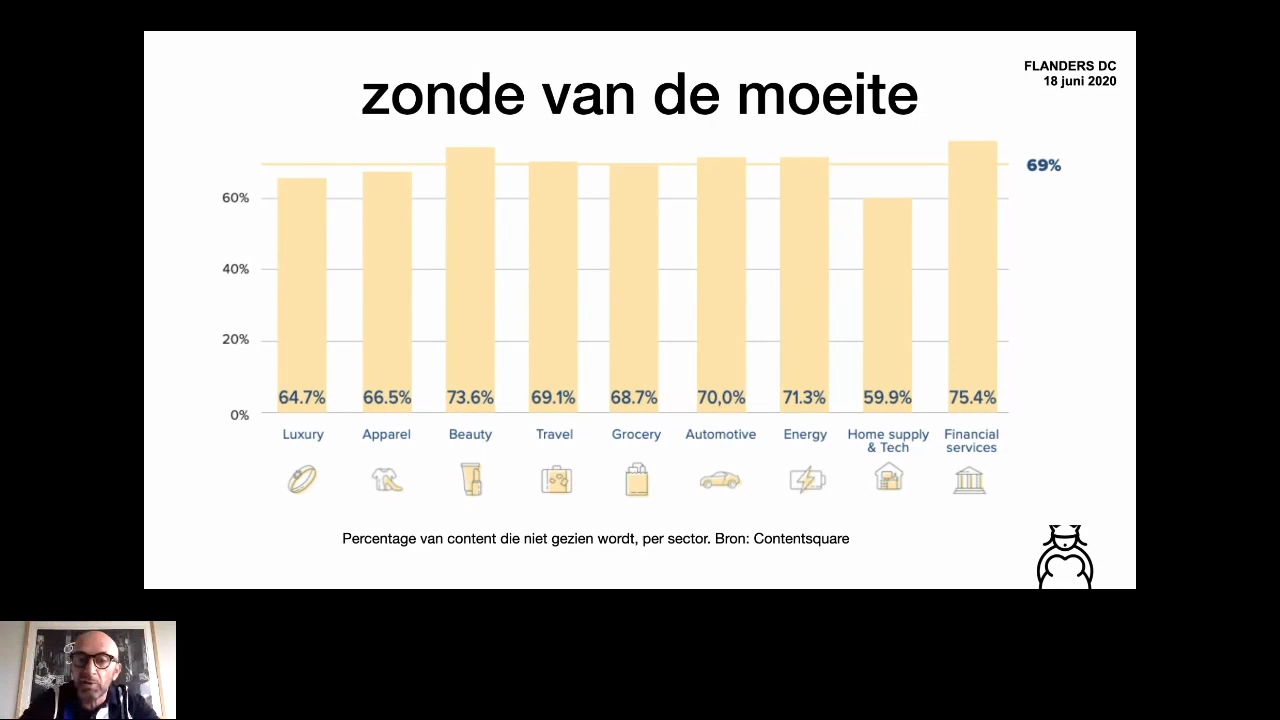 FLANDERS DC
18 juni 2020
zonde van de moeite
69%
60%
40%
20%
0%
64.7% 66.5% 73.6% 69.1% 68.7% 70,0% 71.3% 59.9% 75.4%
Luxury Apparel Beauty Travel Grocery Automotive Energy Home supply Financial
& Tech services
Percentage van content die niet gezien wordt, per sector. Bron: Contentsquare